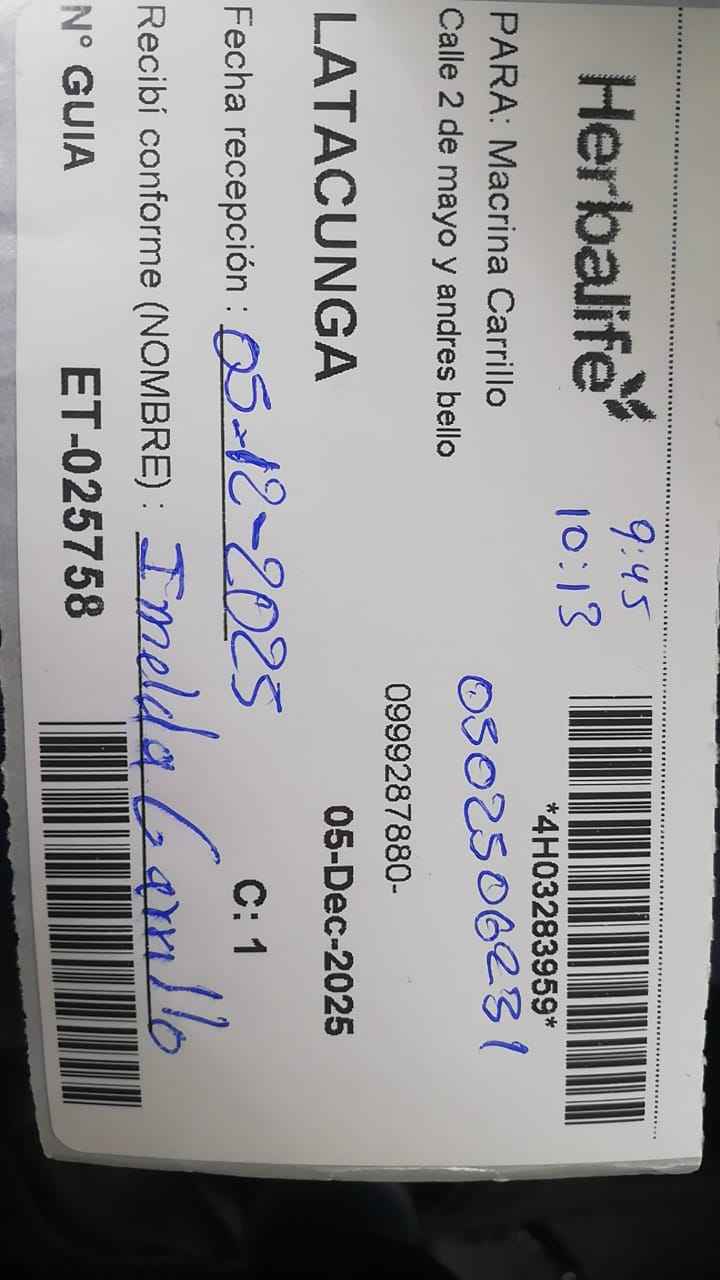 Herbalife
9:45
10:13
*4H03283959*
PARA: Macrina Carrillo
0502506231
Calle 2 de mayo y andres bello
0999287880-
LATACUNGA
05-Dec-2025
Fecha recepción : 05-12-2025
C: 1
Recibí conforme (NOMBRE) : Imelda Carrillo
N° GUIA
ET-025758